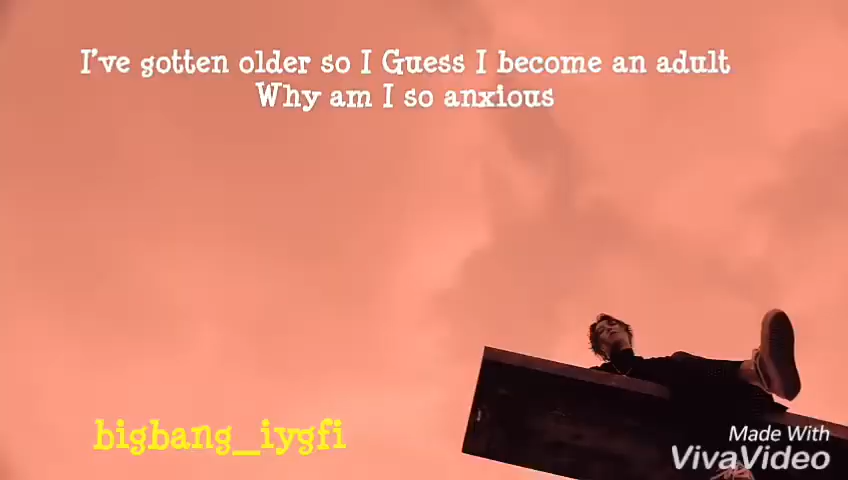 I've gotten older so I Guess I become an adult
Why am I so anxious
bigbang_iygfi
Made With
VivaVideo